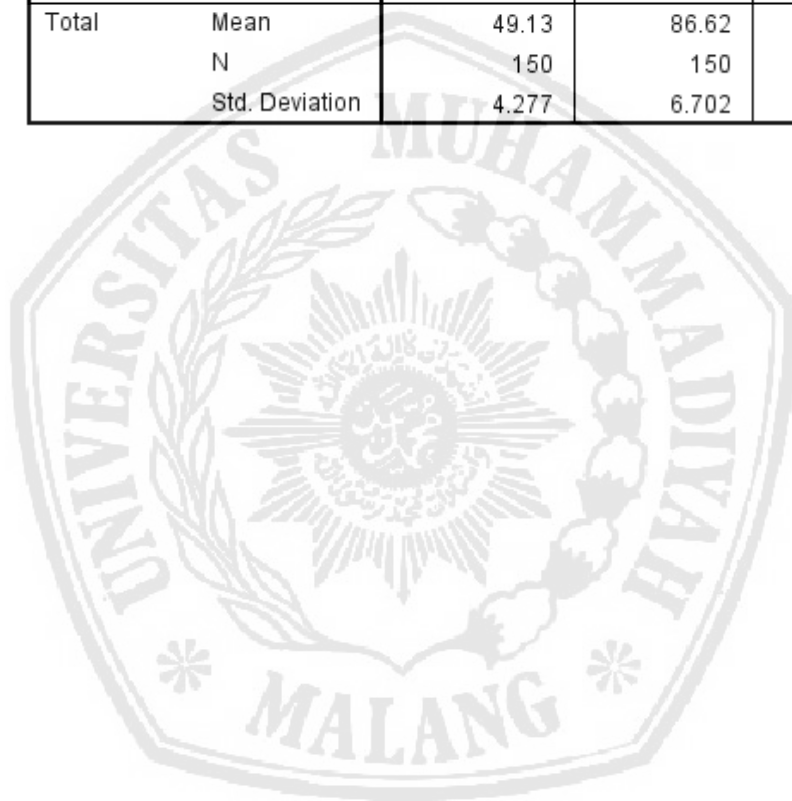 Total Mean 49.13 86.62
N 150 150
Std. Deviation 4.277 6.702
UNIVERSITAS MUHAMMADIYAH
MALANG